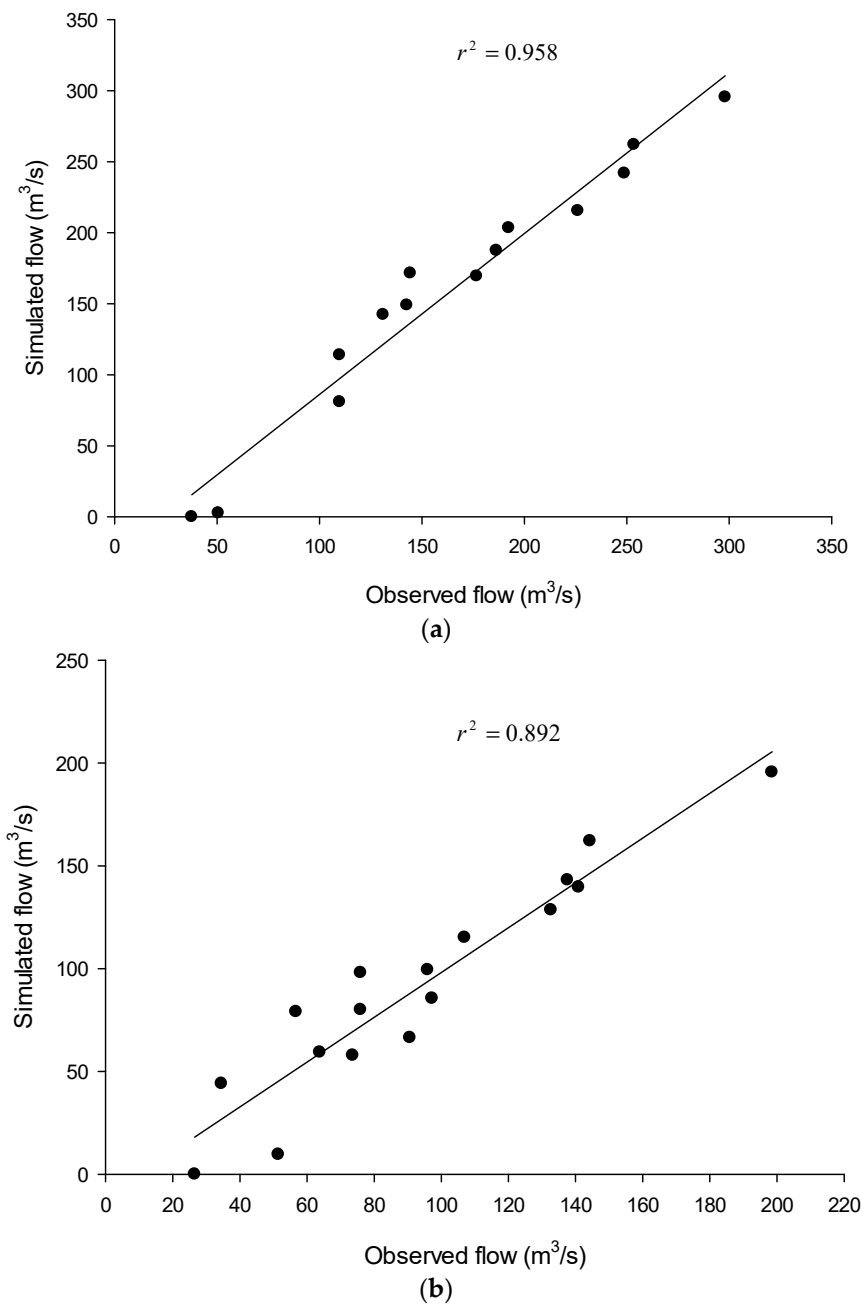 350
300
250
200
150
100
50
0
Simulated flow (m³/s)
r² = 0.958
0 50 100 150 200 250 300 350
Observed flow (m³/s)
(a)
250
200
150
100
50
0
Simulated flow (m³/s)
r² = 0.892
0 20 40 60 80 100 120 140 160 180 200 220
Observed flow (m³/s)
(b)